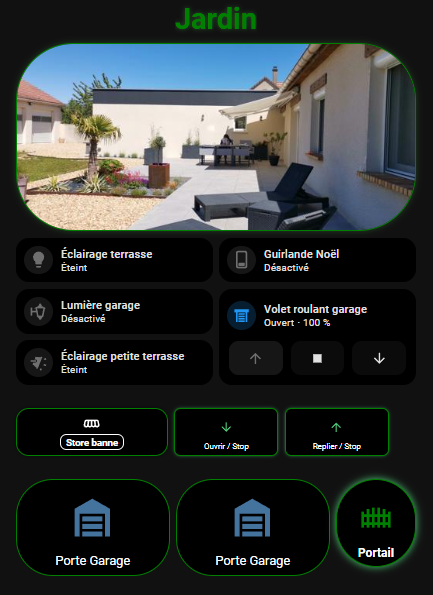 Jardin
Éclairage terrasse
Éteint
Guirlande Noël
Désactivé
Lumière garage
Désactivé
Volet roulant garage
Ouvert · 100 %
Éclairage petite terrasse
Éteint
Store banne
Ouvrir / Stop
Replier / Stop
Porte Garage
Porte Garage
Portail